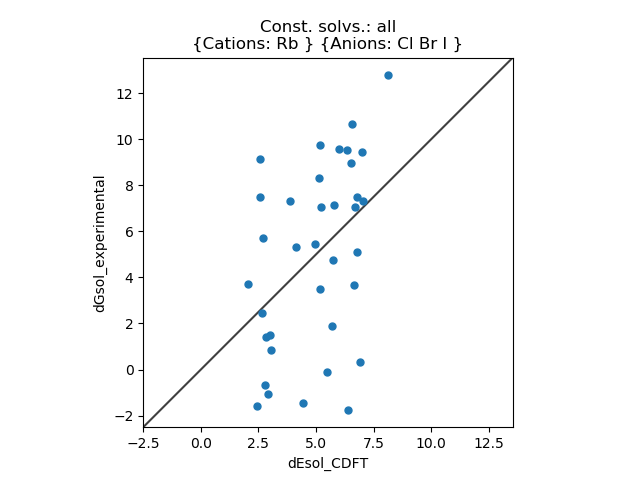 Const. solvs.: all
{Cations: Rb } {Anions: Cl Br I }
dGsol_experimental
12
10
8
6
4
2
0
−2
−2.5 0.0 2.5 5.0 7.5 10.0 12.5
dEsol_CDFT